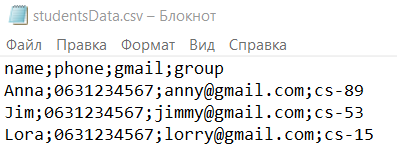 studentsData.csv – Блокнот
Файл Правка Формат Вид Справка
name;phone;gmail;group
Anna;0631234567;anny@gmail.com;cs-89
Jim;0631234567;jimmy@gmail.com;cs-53
Lora;0631234567;lorry@gmail.com;cs-15